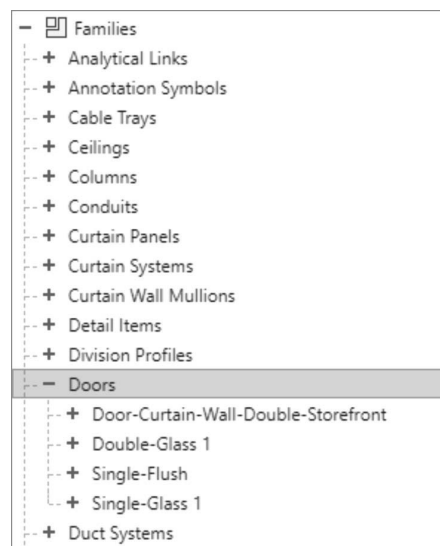 Families
Analytical Links
Annotation Symbols
Cable Trays
Ceilings
Columns
Conduits
Curtain Panels
Curtain Systems
Curtain Wall Mullions
Detail Items
Division Profiles
Doors
Door-Curtain-Wall-Double-Storefront
Double-Glass 1
Single-Flush
Single-Glass 1
Duct Systems